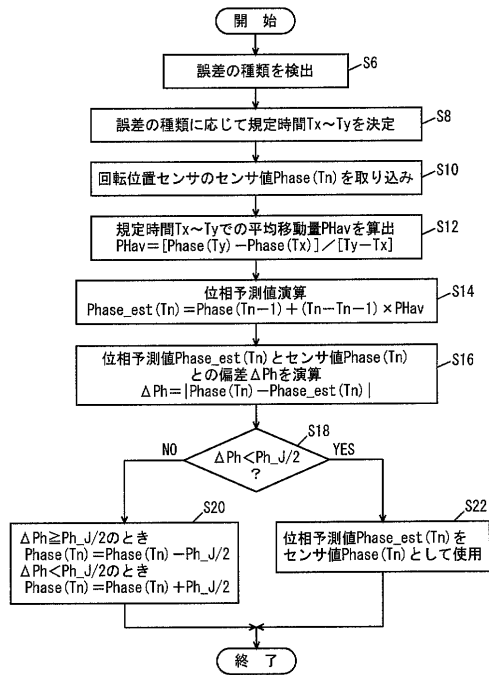 開 始
誤差の種類を検出
S6
誤差の種類に応じて規定時間Tx～Tyを決定
S8
回転位置センサのセンサ値Phase(Tn)を取り込み
S10
規定時間Tx～Tyでの平均移動量PHavを算出
PHav=[Phase(Ty)-Phase(Tx)]/[Ty-Tx]
S12
位相予測値演算
Phase_est(Tn)=Phase(Tn-1)+(Tn-Tn-1)×PHav
S14
位相予測値Phase_est(Tn)とセンサ値Phase(Tn)
との偏差ΔPhを演算
ΔPh=|Phase(Tn)-Phase_est(Tn)|
S16
S18
NO
ΔPh<Ph_J/2
?
YES
S20
ΔPh≧Ph_J/2のとき
Phase(Tn)=Phase(Tn)-Ph_J/2
ΔPh<Ph_J/2のとき
Phase(Tn)=Phase(Tn)+Ph_J/2
S22
位相予測値Phase_est(Tn)を
センサ値Phase(Tn)として使用
終 了